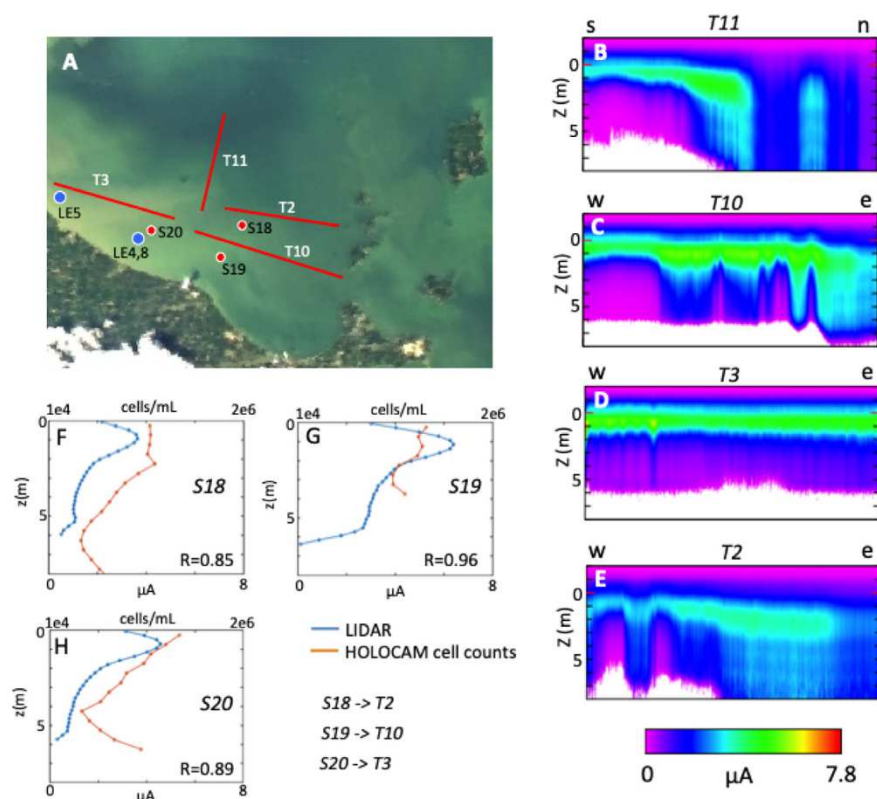 A
T11
T3
T2
LE5
S20
S18
LE4,8
T10
S19
T11
s
n
B
0
5
Z (m)
T10
w
e
C
0
5
Z (m)
T3
w
e
D
0
5
Z (m)
T2
w
e
E
0
5
Z (m)
0
7.8
µA
1e4
cells/mL
2e6
F
0
5
z(m)
S18
R=0.85
0
µA
8
1e4
cells/mL
2e6
G
0
5
z(m)
S19
R=0.96
0
µA
8
1e4
cells/mL
2e6
H
0
5
z(m)
S20
R=0.89
0
µA
8
LIDAR
HOLOCAM cell counts
S18 -> T2
S19 -> T10
S20 -> T3